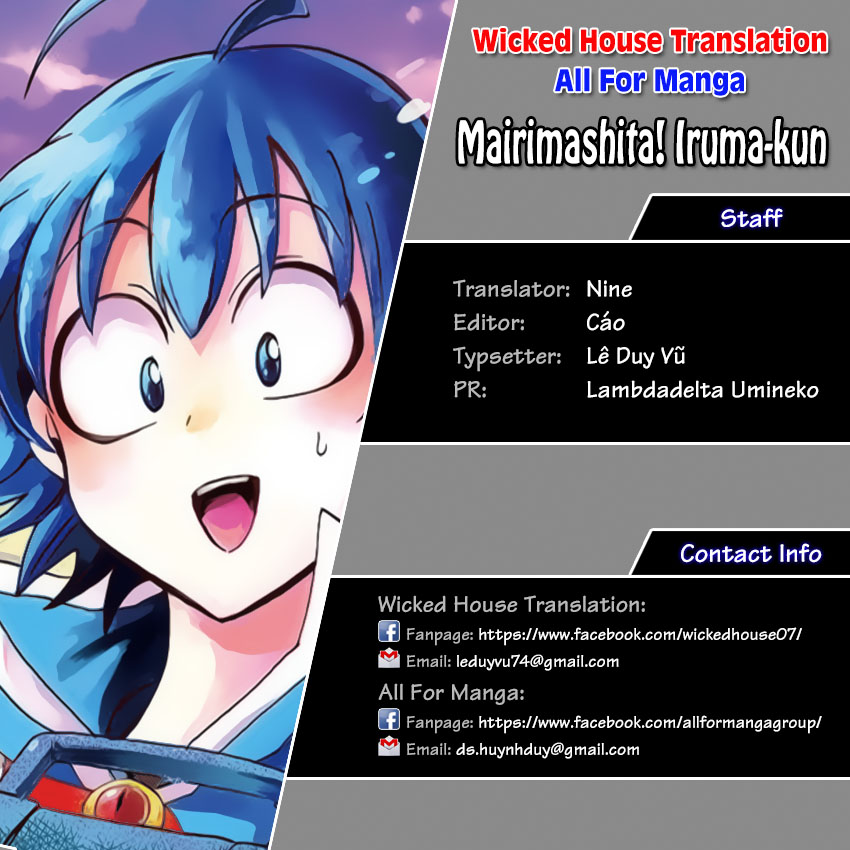 Wicked House Translation
All For Manga
Mairimashita! Iruma-kun
Staff
Translator: Nine
Editor: Cáo
Typsetter: Lê Duy Vũ
PR: Lambdadelta Umineko
Contact Info
Wicked House Translation:
Fanpage: https://www.facebook.com/wickedhouse07/
Email: leduyvu74@gmail.com
All For Manga:
Fanpage: https://www.facebook.com/allformangagroup/
Email: ds.huynhduy@gmail.com